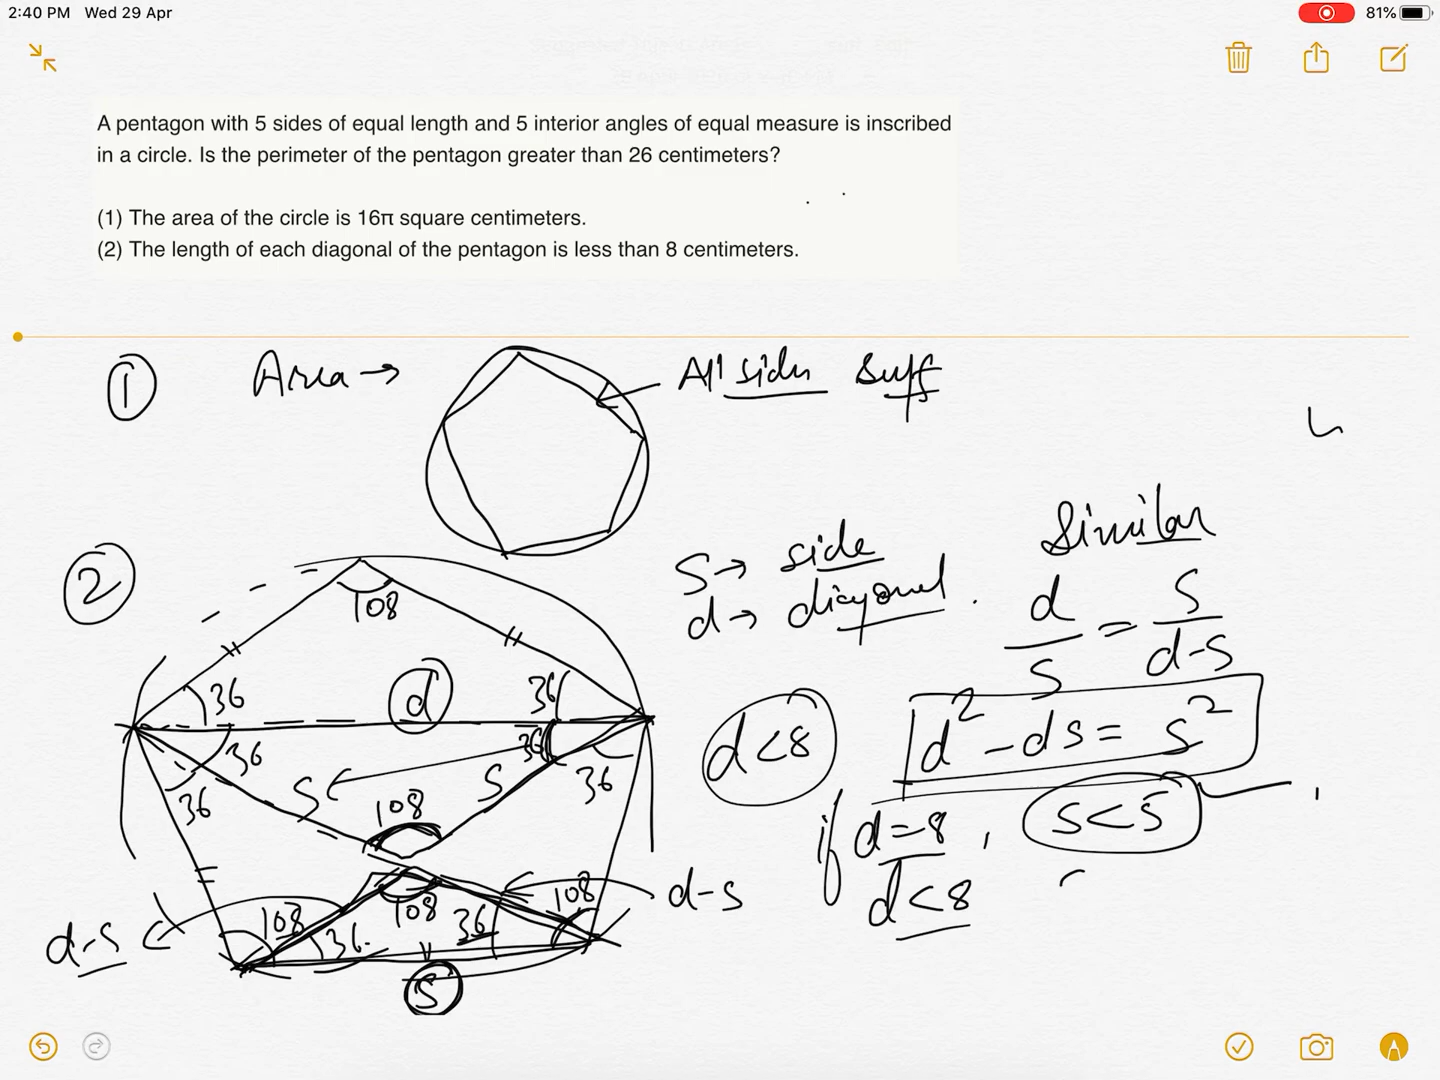 2:40 PM Wed 29 Apr
81%
A pentagon with 5 sides of equal length and 5 interior angles of equal measure is inscribed
in a circle. Is the perimeter of the pentagon greater than 26 centimeters?
(1) The area of the circle is 16π square centimeters.
(2) The length of each diagonal of the pentagon is less than 8 centimeters.
① Area → All sides Suff
② S → side
d → diagonal
Similar
d/s = s/d-s
d² - ds = s²
d<8
if d=8, s<5
d<8
108
36
d
36
36
36
36
36
S
S
108
108
108
36
36
108
d-s
d-s
S